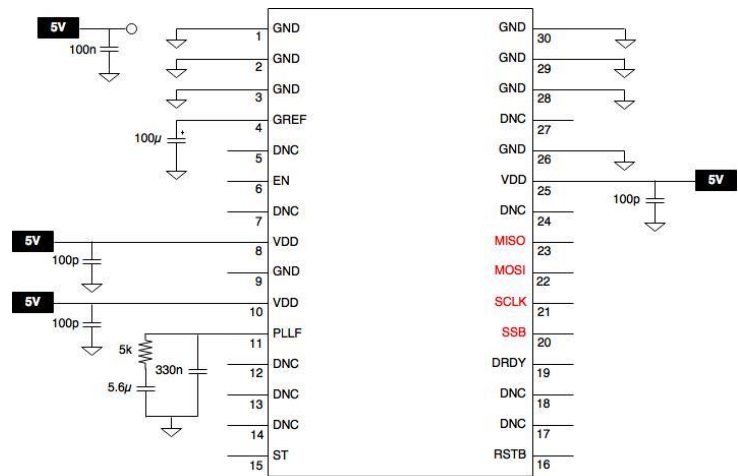 5V
100n
GND
1
GND
2
GND
3
GREF
4
100µ
+
DNC
5
EN
6
DNC
7
5V
VDD
8
100p
GND
9
5V
VDD
10
100p
PLLF
11
5k
330n
5.6µ
DNC
12
DNC
13
DNC
14
ST
15
GND
30
GND
29
GND
28
DNC
27
GND
26
VDD
25
5V
100p
DNC
24
MISO
23
MOSI
22
SCLK
21
SSB
20
DRDY
19
DNC
18
DNC
17
RSTB
16